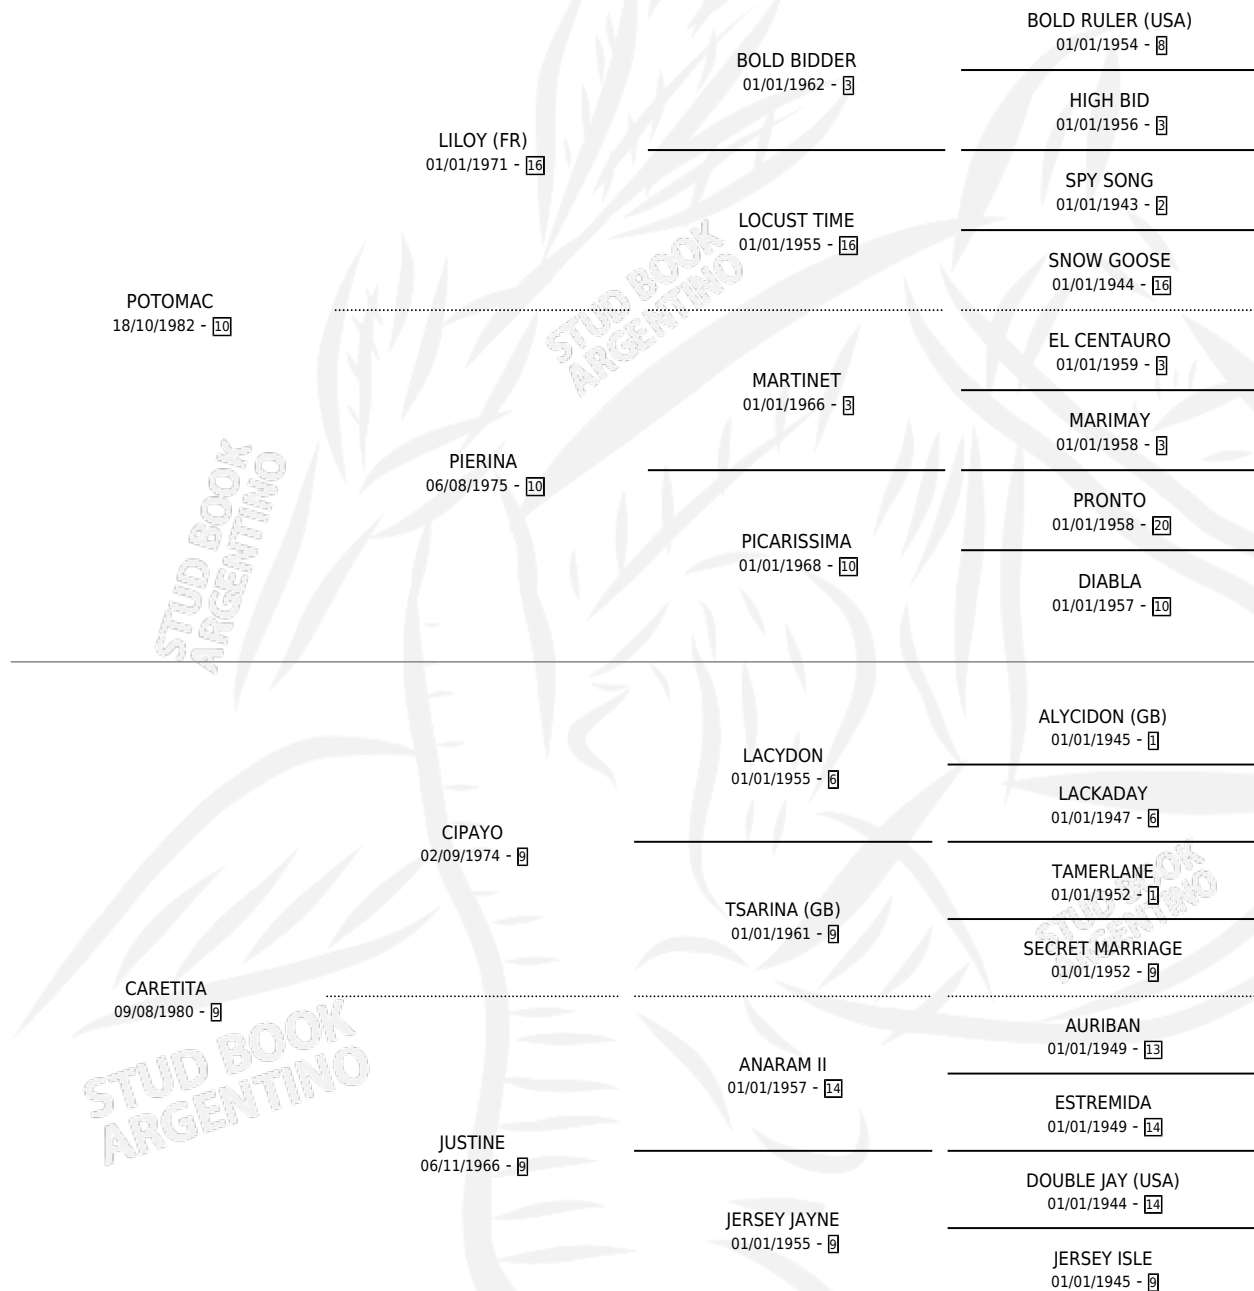 BOLD RULER (USA)
01/01/1954 - 8
BOLD BIDDER
01/01/1962 - 3
HIGH BID
01/01/1956 - 3
LILOY (FR)
01/01/1971 - 16
SPY SONG
01/01/1943 - 2
LOCUST TIME
01/01/1955 - 16
SNOW GOOSE
01/01/1944 - 16
POTOMAC
18/10/1982 - 10
STUD BOOK
ARGENTINO
EL CENTAURO
01/01/1959 - 3
MARTINET
01/01/1966 - 3
MARIMAY
01/01/1958 - 3
PIERINA
06/08/1975 - 10
PRONTO
01/01/1958 - 20
PICARISSIMA
01/01/1968 - 10
DIABLA
01/01/1957 - 10
STUD BOOK
ARGENTINO
ALYCIDON (GB)
01/01/1945 - 1
LACYDON
01/01/1955 - 6
LACKADAY
01/01/1947 - 6
CIPAYO
02/09/1974 - 9
TAMERLANE
01/01/1952 - 1
TSARINA (GB)
01/01/1961 - 9
SECRET MARRIAGE
01/01/1952 - 9
STUD BOOK
ARGENTINO
CARETITA
09/08/1980 - 9
AURIBAN
01/01/1949 - 13
ANARAM II
01/01/1957 - 14
ESTREMIDA
01/01/1949 - 14
STUD BOOK
ARGENTINO
JUSTINE
06/11/1966 - 9
DOUBLE JAY (USA)
01/01/1944 - 14
JERSEY JAYNE
01/01/1955 - 9
JERSEY ISLE
01/01/1945 - 9